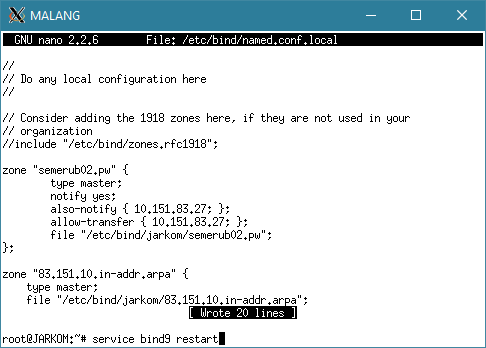 MALANG
GNU nano 2.2.6 File: /etc/bind/named.conf.local
//
// Do any local configuration here
//
// Consider adding the 1918 zones here, if they are not used in your
// organization
//include "/etc/bind/zones.rfc1918";
zone "semerub02.pw" {
type master;
notify yes;
also-notify { 10.151.83.27; };
allow-transfer { 10.151.83.27; };
file "/etc/bind/jarkom/semerub02.pw";
};
zone "83.151.10.in-addr.arpa" {
type master;
file "/etc/bind/jarkom/83.151.10.in-addr.arpa";
[ Wrote 20 lines ]
root@JARKOM:~# service bind9 restart